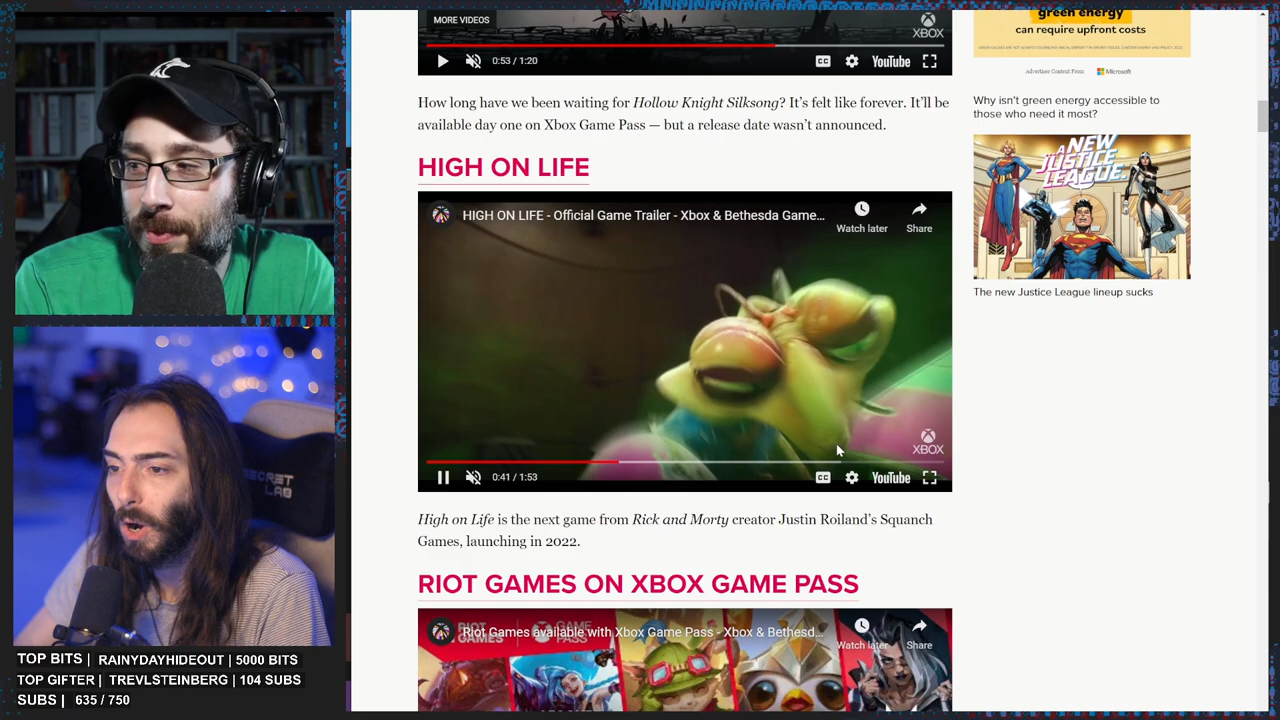 MORE VIDEOS
XBOX
0:53 / 1:20
CC
YouTube
How long have we been waiting for Hollow Knight Silksong? It's felt like forever. It'll be
available day one on Xbox Game Pass — but a release date wasn't announced.
HIGH ON LIFE
HIGH ON LIFE - Official Game Trailer - Xbox & Bethesda Game...
Watch later
Share
XBOX
0:41 / 1:53
CC
YouTube
High on Life is the next game from Rick and Morty creator Justin Roiland's Squanch
Games, launching in 2022.
RIOT GAMES ON XBOX GAME PASS
RIOT
GAMES
GAME
PASS
Riot Games available with Xbox Game Pass - Xbox & Bethesd...
Watch later
Share
green energy
can require upfront costs
Advertiser Content From
Microsoft
Why isn't green energy accessible to
those who need it most?
A NEW
JUSTICE
LEAGUE.
The new Justice League lineup sucks
SECRET
LAB
TOP BITS | RAINYDAYHIDEOUT | 5000 BITS
TOP GIFTER | TREVLSTEINBERG | 104 SUBS
SUBS | 635 / 750